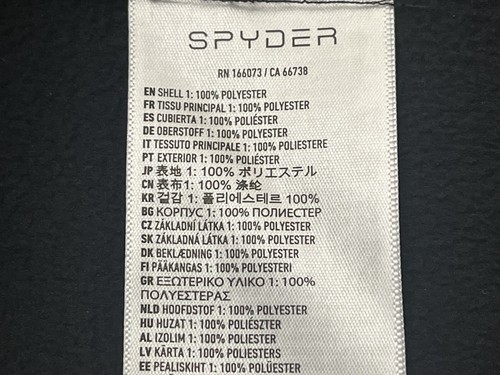 SPYDER
RN 166073 / CA 66738
EN SHELL 1: 100% POLYESTER
FR TISSU PRINCIPAL 1: 100% POLYESTER
ES CUBIERTA 1: 100% POLIÉSTER
DE OBERSTOFF 1: 100% POLYESTER
IT TESSUTO PRINCIPALE 1: 100% POLIESTERE
PT EXTERIOR 1: 100% POLIÉSTER
JP 表地 1: 100% ポリエステル
CN 表布1: 100% 涤纶
KR 겉감 1: 폴리에스테르 100%
BG КОРПУС 1: 100% ПОЛИЕСТЕР
CZ ZÁKLADNÍ LÁTKA 1: 100% POLYESTER
SK ZÁKLADNÁ LÁTKA 1: 100% POLYESTER
DK BEKLÆDNING 1: 100% POLYESTER
FI PÄÄKANGAS 1: 100% POLYESTERI
GR ΕΞΩΤΕΡΙΚΟ ΥΛΙΚΟ 1: 100%
ΠΟΛΥΕΣΤΕΡΑΣ
NLD HOOFDSTOF 1: 100% POLYESTER
HU HUZAT 1: 100% POLIÉSZTER
AL IZOLIM 1: 100% POLYESTER
LV KĀRTA 1: 100% POLIESTERS
EE PEALISKIHT 1: 100% POLÜESTER